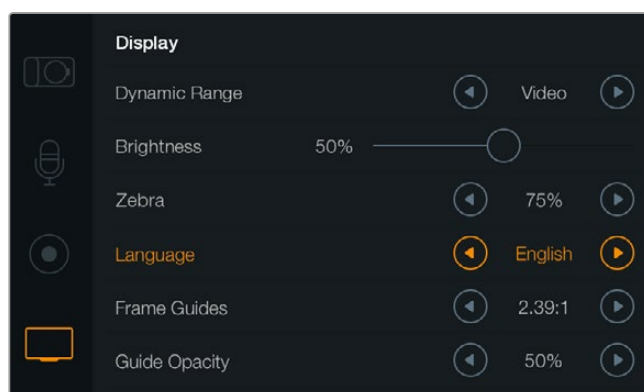 Display
Dynamic Range Video
Brightness 50%
Zebra 75%
Language English
Frame Guides 2.39:1
Guide Opacity 50%